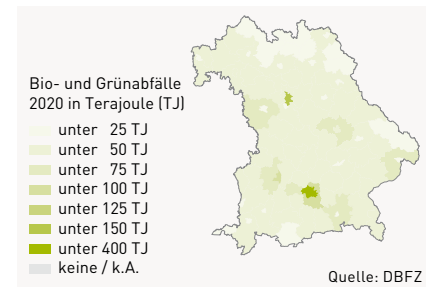 Bio- und Grünabfälle
2020 in Terajoule (TJ)
unter 25 TJ
unter 50 TJ
unter 75 TJ
unter 100 TJ
unter 125 TJ
unter 150 TJ
unter 400 TJ
keine / k.A.
Quelle: DBFZ